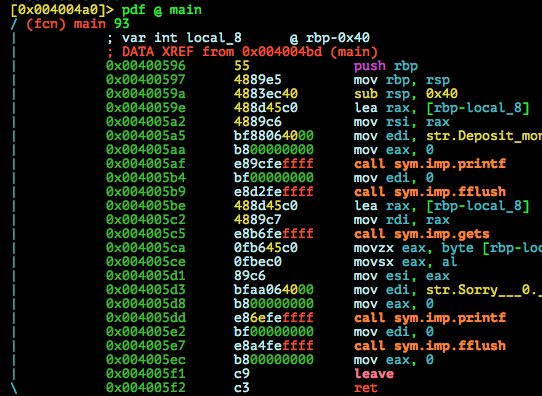 [0x004004a0]> pdf @ main
/ (fcn) main 93
| ; var int local_8 @ rbp-0x40
| ; DATA XREF from 0x004004bd (main)
| 0x00400596 55 push rbp
| 0x00400597 4889e5 mov rbp, rsp
| 0x0040059a 4883ec40 sub rsp, 0x40
| 0x0040059e 488d45c0 lea rax, [rbp-local_8]
| 0x004005a2 4889c6 mov rsi, rax
| 0x004005a5 bf88064000 mov edi, str.Deposit_mo
| 0x004005aa b800000000 mov eax, 0
| 0x004005af e89cfeffff call sym.imp.printf
| 0x004005b4 bf00000000 mov edi, 0
| 0x004005b9 e8d2feffff call sym.imp.fflush
| 0x004005be 488d45c0 lea rax, [rbp-local_8]
| 0x004005c2 4889c7 mov rdi, rax
| 0x004005c5 e8b6feffff call sym.imp.gets
| 0x004005ca 0fb645c0 movzx eax, byte [rbp-loc
| 0x004005ce 0fbec0 movsx eax, al
| 0x004005d1 89c6 mov esi, eax
| 0x004005d3 bfaa064000 mov edi, str.Sorry___0._
| 0x004005d8 b800000000 mov eax, 0
| 0x004005dd e86efeffff call sym.imp.printf
| 0x004005e2 bf00000000 mov edi, 0
| 0x004005e7 e8a4feffff call sym.imp.fflush
| 0x004005ec b800000000 mov eax, 0
| 0x004005f1 c9 leave
\ 0x004005f2 c3 ret